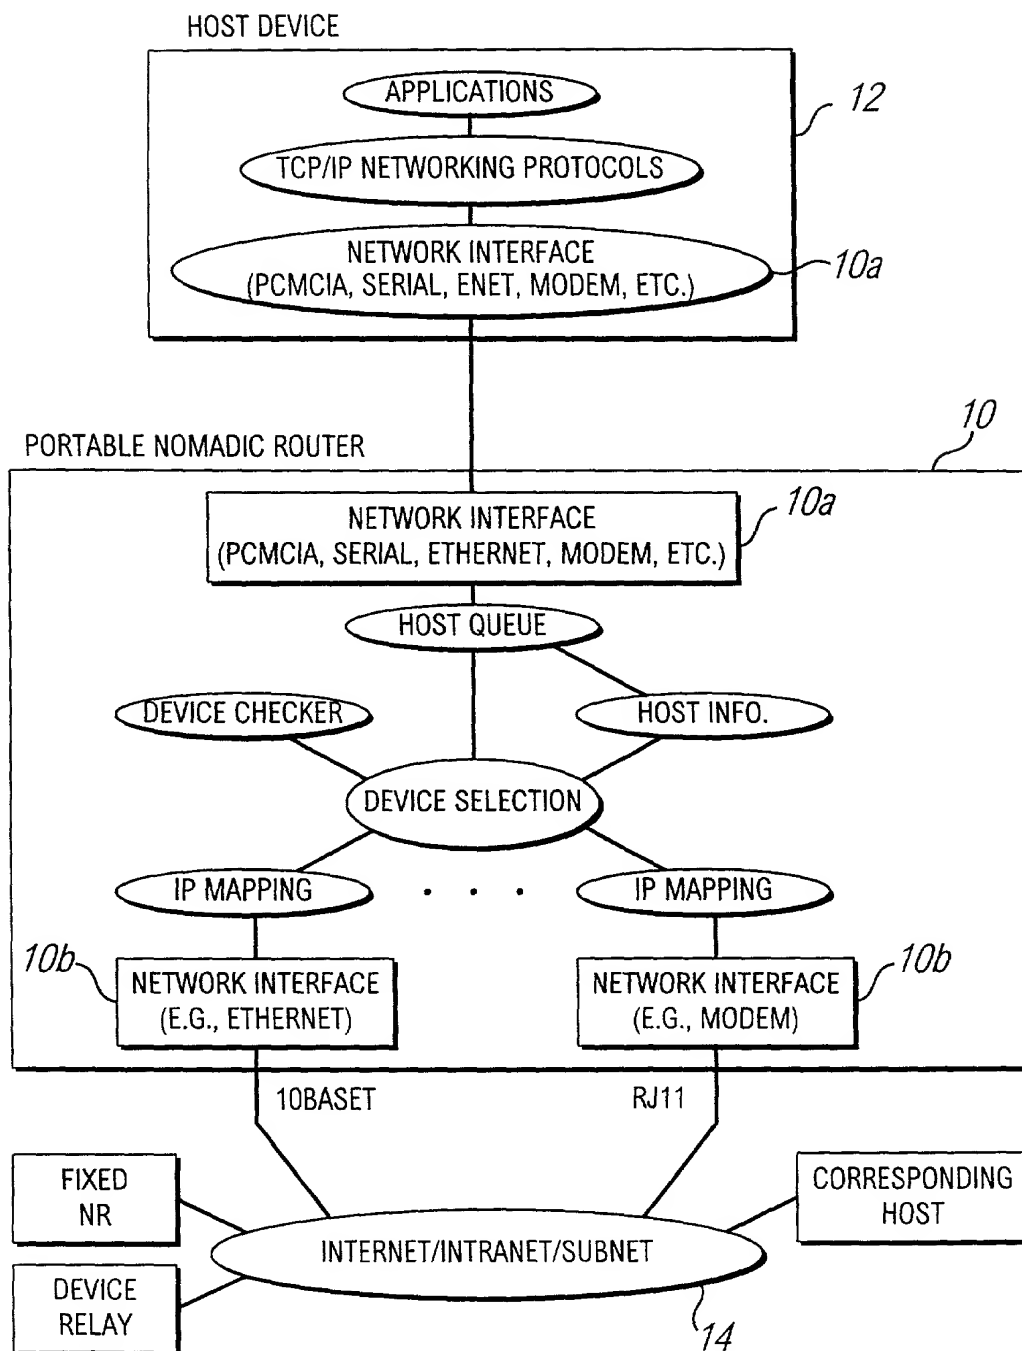 HOST DEVICE
APPLICATIONS
12
TCP/IP NETWORKING PROTOCOLS
NETWORK INTERFACE
(PCMCIA, SERIAL, ENET, MODEM, ETC.)
10a
10
PORTABLE NOMADIC ROUTER
NETWORK INTERFACE
(PCMCIA, SERIAL, ETHERNET, MODEM, ETC.)
10a
HOST QUEUE
DEVICE CHECKER
HOST INFO.
DEVICE SELECTION
IP MAPPING
. . .
IP MAPPING
10b
NETWORK INTERFACE
(E.G., ETHERNET)
NETWORK INTERFACE
(E.G., MODEM)
10b
10BASET
RJ11
FIXED
NR
CORRESPONDING
HOST
INTERNET/INTRANET/SUBNET
DEVICE
RELAY
14